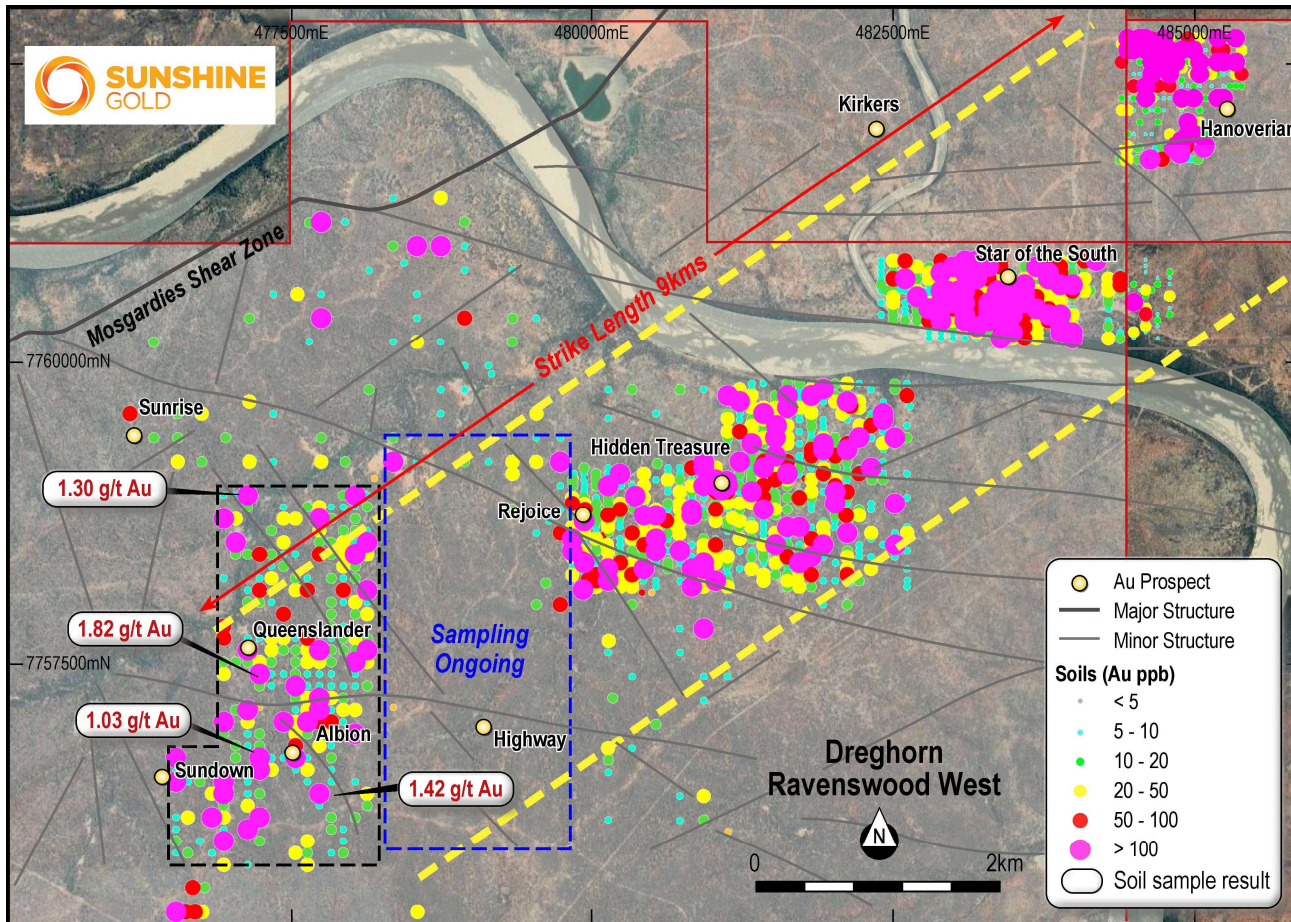 477500mE
480000mE
482500mE
485000mE
SUNSHINE
GOLD
Kirkers
Hanoverian
Mosgardies Shear Zone
Star of the South
Strike Length 9kms
7760000mN
Sunrise
Hidden Treasure
1.30 g/t Au
Rejoice
Queenslander
1.82 g/t Au
Sampling
Ongoing
7757500mN
1.03 g/t Au
Albion
Highway
Sundown
1.42 g/t Au
Dreghorn
Ravenswood West
N
0
2km
Au Prospect
Major Structure
Minor Structure
Soils (Au ppb)
< 5
5 - 10
10 - 20
20 - 50
50 - 100
> 100
Soil sample result